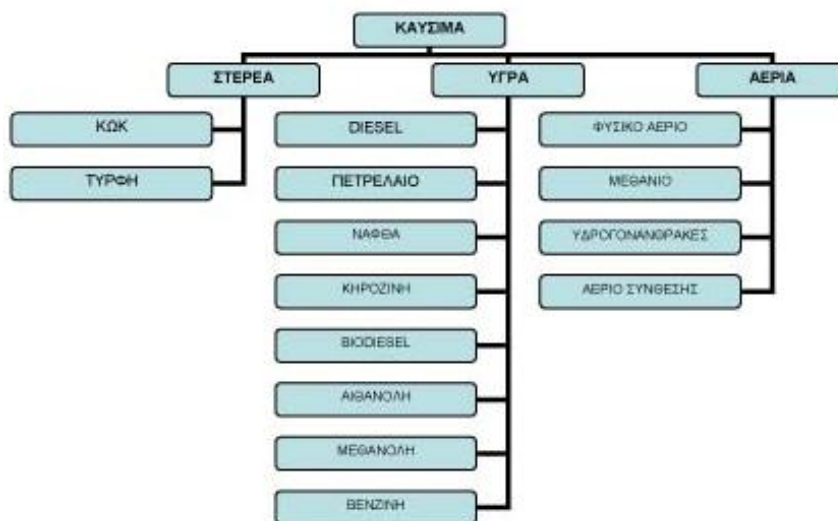 ΚΑΥΣΙΜΑ
ΣΤΕΡΕΑ
ΚΩΚ
ΤΥΡΦΗ
ΥΓΡΑ
DIESEL
ΠΕΤΡΕΛΑΙΟ
ΝΑΦΘΑ
ΚΗΡΟΖΙΝΗ
BIODIESEL
ΑΙΘΑΝΟΛΗ
ΜΕΘΑΝΟΛΗ
ΒΕΝΖΙΝΗ
ΑΕΡΙΑ
ΦΥΣΙΚΟ ΑΕΡΙΟ
ΜΕΘΑΝΙΟ
ΥΔΡΟΓΟΝΑΝΘΡΑΚΕΣ
ΑΕΡΙΟ ΣΥΝΘΕΣΗΣ